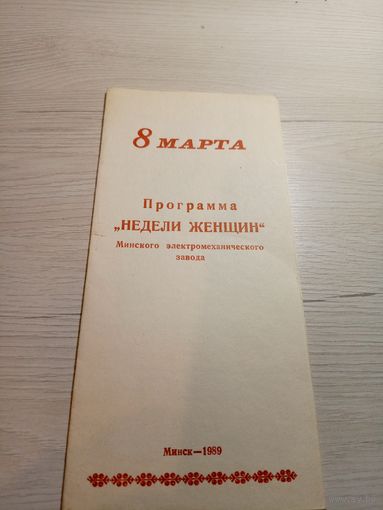 8 МАРТА
Программа
„НЕДЕЛИ ЖЕНЩИН“
Минского электромеханического
завода
Минск—1989